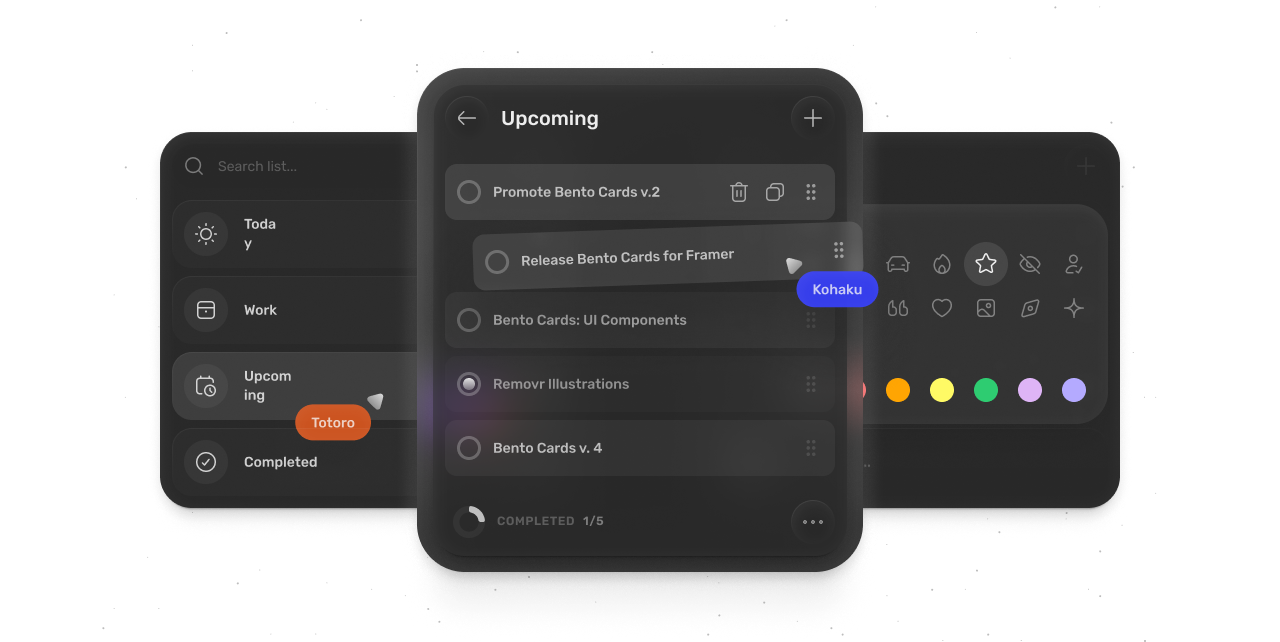 Search list...
Toda
y
Work
Upcom
ing
Totoro
Completed
Upcoming
Promote Bento Cards v.2
Release Bento Cards for Framer
Kohaku
Bento Cards: UI Components
Removr Illustrations
Bento Cards v. 4
COMPLETED 1/5